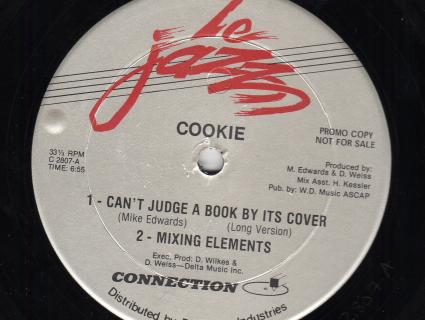 Le
jazz
COOKIE
PROMO COPY
NOT FOR SALE
33⅓ RPM
C 2807-A
TIME: 6:55
Produced by:
M. Edwards & D. Weiss
Mix Asst. H. Kessler
Pub. by: W.D. Music ASCAP
1 - CAN'T JUDGE A BOOK BY ITS COVER
(Mike Edwards) (Long Version)
2 - MIXING ELEMENTS
Exec, Prod: D. Wilkes &
D. Weiss—Delta Music Inc.
CONNECTION
Distributed by Industries